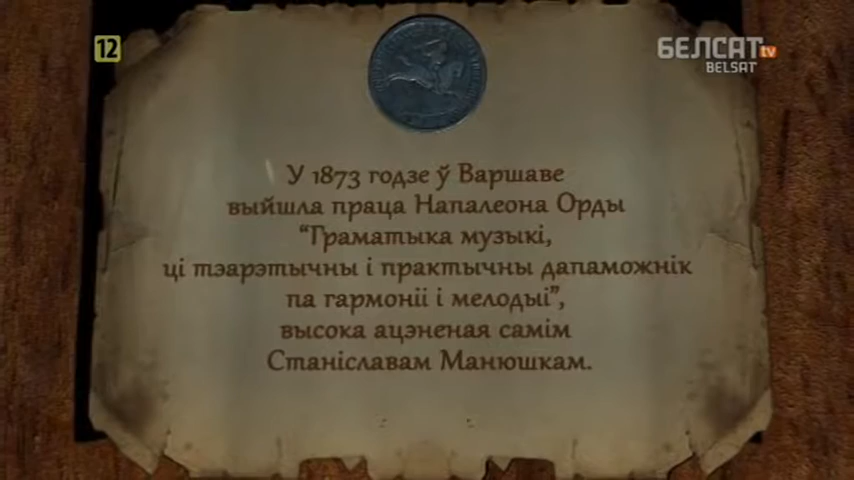 12
БЕЛСАТ tv
BELSAT
У 1873 годзе ў Варшаве
выйшла праца Напалеона Орды
“Граматыка музыкі,
ці тэарэтычны і практычны дапаможнік
па гармоніі і мелодыі”,
высока ацэненая самім
Станіславам Манюшкам.